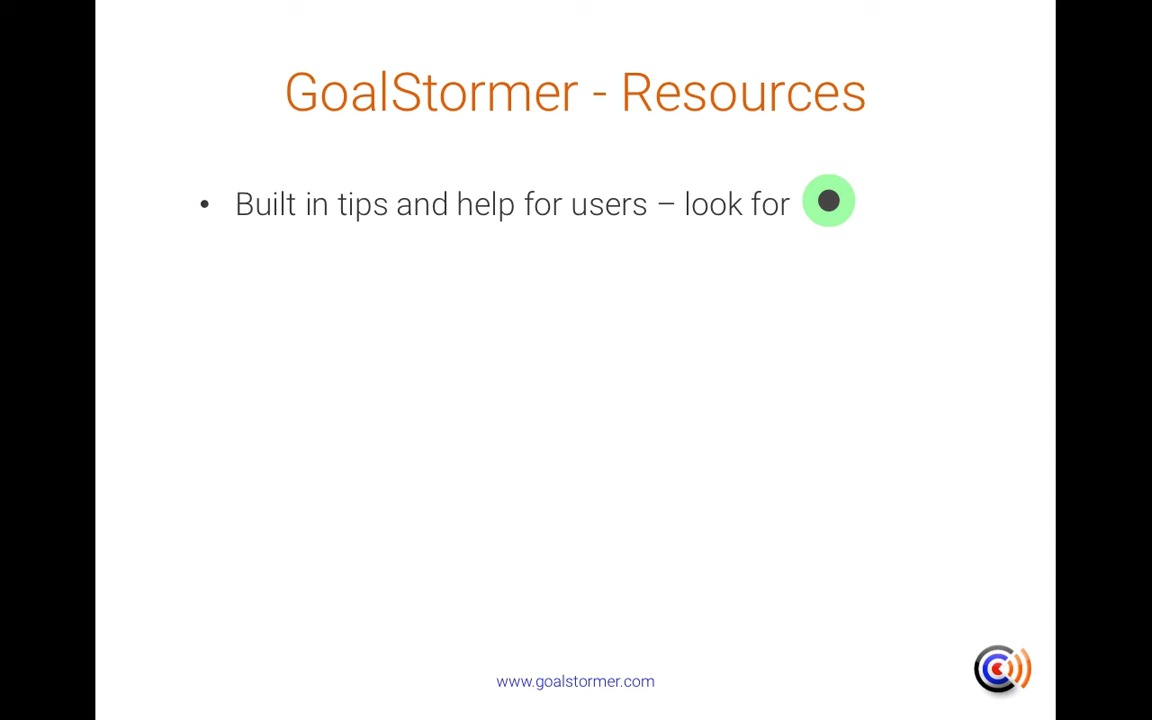 GoalStormer - Resources
• Built in tips and help for users – look for
www.goalstormer.com